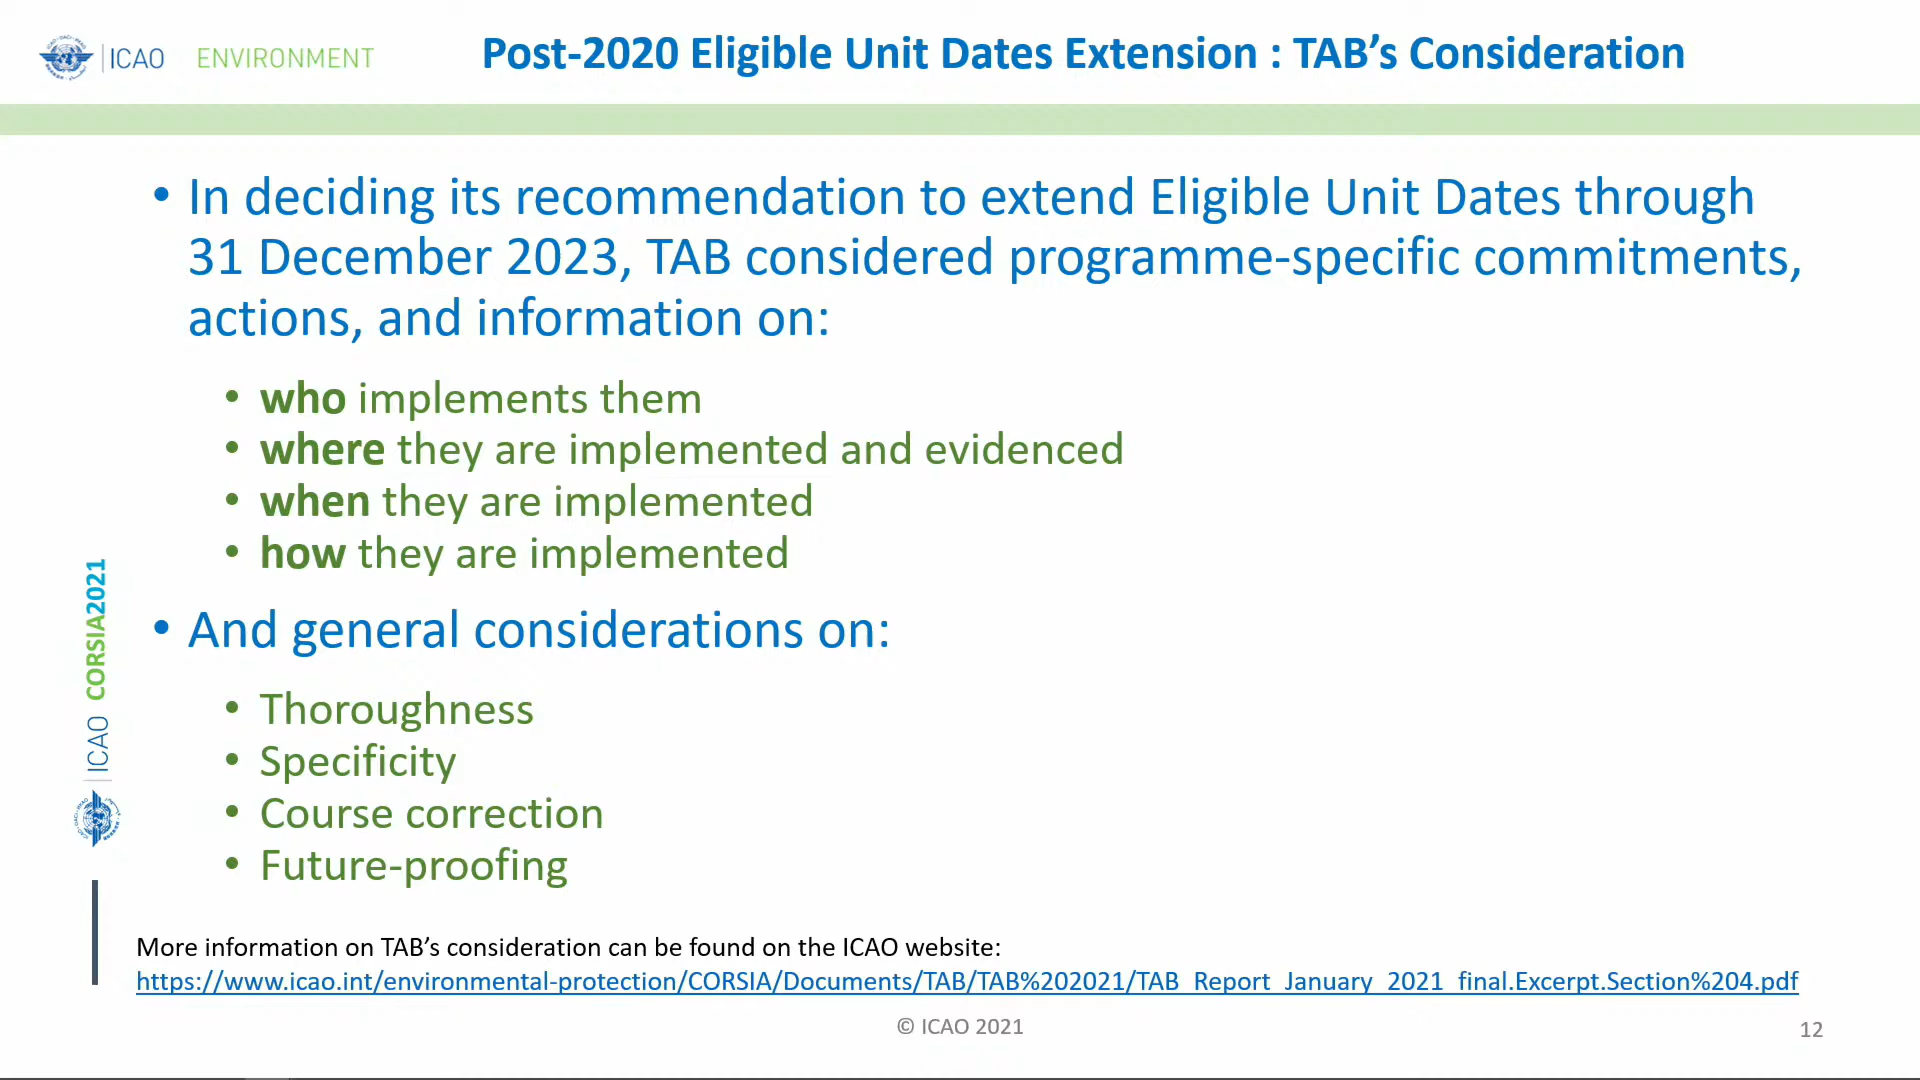 ICAO ENVIRONMENT
Post-2020 Eligible Unit Dates Extension : TAB’s Consideration
• In deciding its recommendation to extend Eligible Unit Dates through
31 December 2023, TAB considered programme-specific commitments,
actions, and information on:
• who implements them
• where they are implemented and evidenced
• when they are implemented
• how they are implemented
• And general considerations on:
• Thoroughness
• Specificity
• Course correction
• Future-proofing
ICAO CORSIA2021
More information on TAB’s consideration can be found on the ICAO website:
https://www.icao.int/environmental-protection/CORSIA/Documents/TAB/TAB%202021/TAB_Report_January_2021_final.Excerpt.Section%204.pdf
© ICAO 2021
12